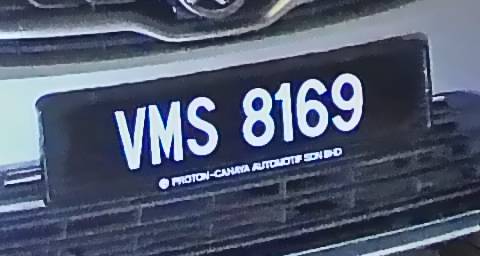 VMS 8169
PROTON-CAHAYA AUTOMOTIF SDN BHD